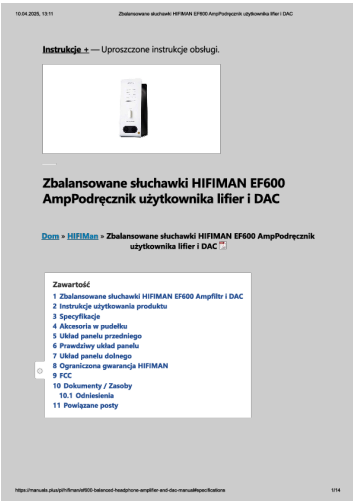 10.04.2025, 13:11
Zbalansowane słuchawki HIFIMAN EF600 AmpPodręcznik użytkownika lifier i DAC
Instrukcje + — Uproszczone instrukcje obsługi.
Zbalansowane słuchawki HIFIMAN EF600
AmpPodręcznik użytkownika lifier i DAC
Dom » HIFIMan » Zbalansowane słuchawki HIFIMAN EF600 AmpPodręcznik
użytkownika lifier i DAC
Zawartość
1 Zbalansowane słuchawki HIFIMAN EF600 Ampfiltr i DAC
2 Instrukcje użytkowania produktu
3 Specyfikacje
4 Akcesoria w pudełku
5 Układ panelu przedniego
6 Prawdziwy układ panelu
7 Układ panelu dolnego
8 Ograniczona gwarancja HIFIMAN
9 FCC
10 Dokumenty / Zasoby
10.1 Odniesienia
11 Powiązane posty
https://manuals.plus/pl/hifiman/ef600-balanced-headphone-amplifier-and-dac-manual#specifications
1/14